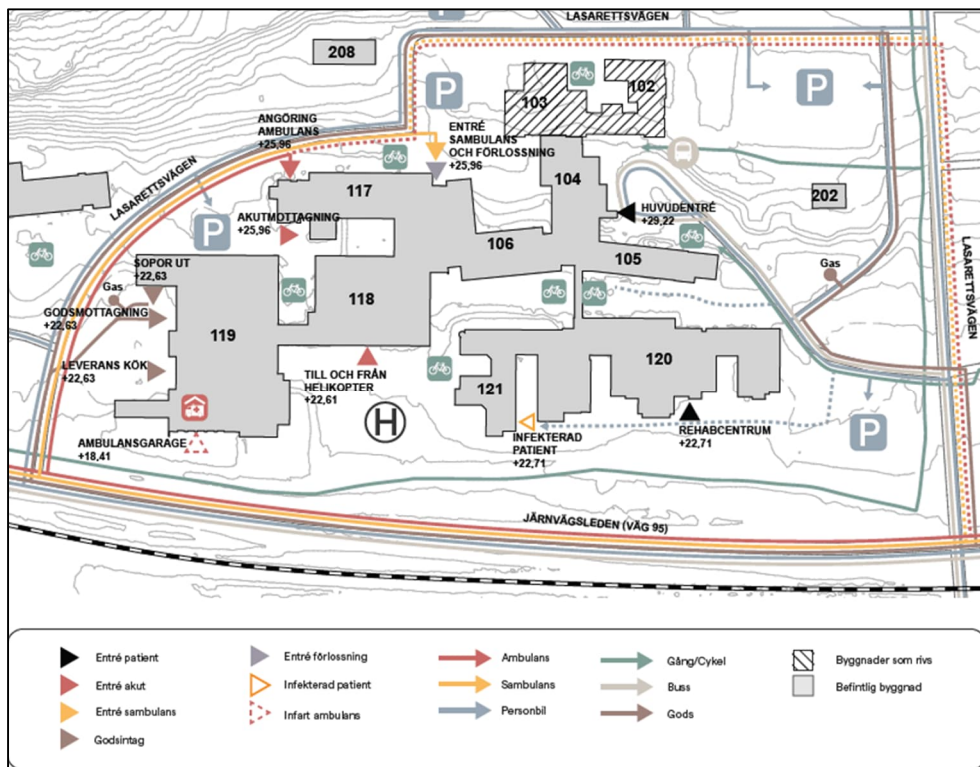 LASARETTSVÄGEN
208
P
P
102
103
ANGÖRING
AMBULANS
+25,96
ENTRÉ
SAMBULANS
OCH FÖRLOSSNING
+25,96
LASARETTSVÄGEN
117
104
202
P
AKUTMOTTAGNING
+25,96
HUVUDENTRÉ
+29,22
106
105
LASARETTSVÄGEN
SOPOR UT
+22,63
Gas
Gas
GODSMOTTAGNING
+22,63
118
119
LEVERANS KÖK
+22,63
TILL OCH FRÅN
HELIKOPTER
+22,61
120
121
H
AMBULANSGARAGE
+18,41
INFEKTERAD
PATIENT
+22,71
REHABCENTRUM
+22,71
P
JÄRNVÄGSLEDEN (VÄG 95)
Entré patient
Entré akut
Entré sambulans
Godsintag
Entré förlossning
Infekterad patient
Infart ambulans
Ambulans
Sambulans
Personbil
Gång/Cykel
Buss
Gods
Byggnader som rivs
Befintlig byggnad